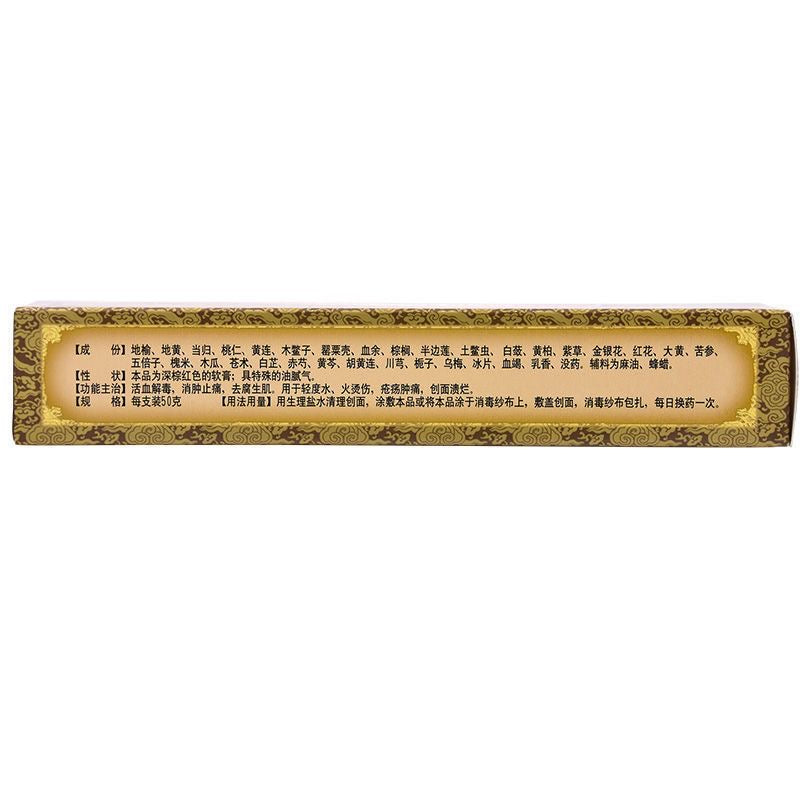 【成　份】地榆、地黄、当归、桃仁、黄连、木鳖子、罂粟壳、血余、棕榈、半边莲、土鳖虫、白蔹、黄柏、紫草、金银花、红花、大黄、苦参、
五倍子、槐米、木瓜、苍术、白芷、赤芍、黄芩、胡黄连、川芎、栀子、乌梅、冰片、血竭、乳香、没药。辅料为麻油、蜂蜡。
【性　状】本品为深棕红色的软膏；具特殊的油腻气。
【功能主治】活血解毒，消肿止痛，去腐生肌。用于轻度水、火烫伤，疮疡肿痛，创面溃烂。
【规　格】每支装50克　【用法用量】用生理盐水清理创面，涂敷本品或将本品涂于消毒纱布上，敷盖创面，消毒纱布包扎，每日换药一次。